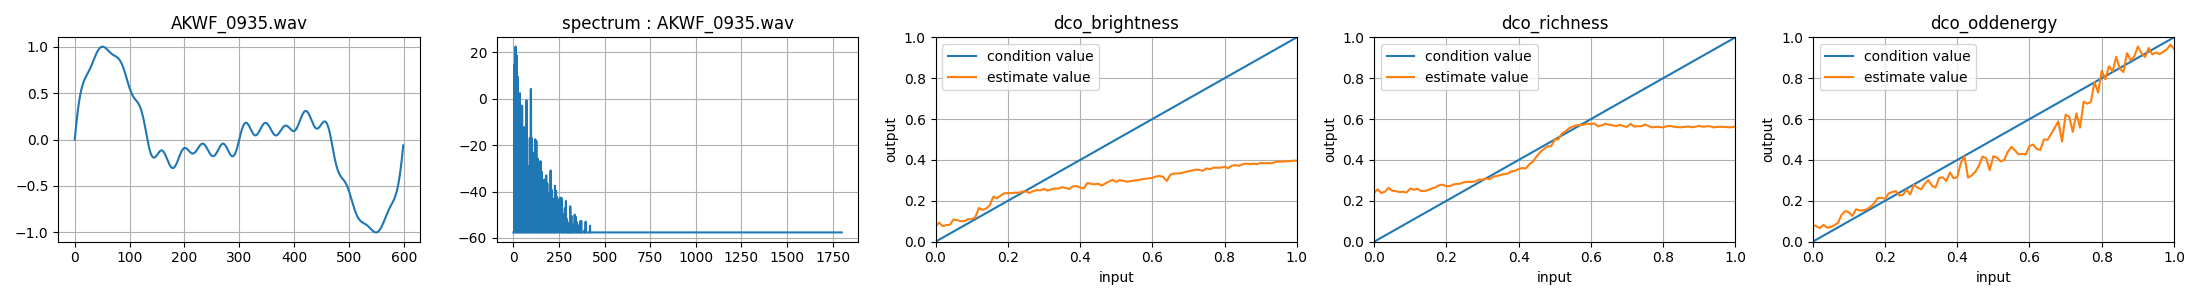 AKWF_0935.wav
1.0
0.5
0.0
−0.5
−1.0
0 100 200 300 400 500 600
spectrum : AKWF_0935.wav
20
0
−20
−40
−60
0 250 500 750 1000 1250 1500 1750
dco_brightness
condition value
estimate value
output
1.0
0.8
0.6
0.4
0.2
0.0
0.0 0.2 0.4 0.6 0.8 1.0
input
dco_richness
condition value
estimate value
output
1.0
0.8
0.6
0.4
0.2
0.0
0.0 0.2 0.4 0.6 0.8 1.0
input
dco_oddenergy
condition value
estimate value
output
1.0
0.8
0.6
0.4
0.2
0.0
0.0 0.2 0.4 0.6 0.8 1.0
input